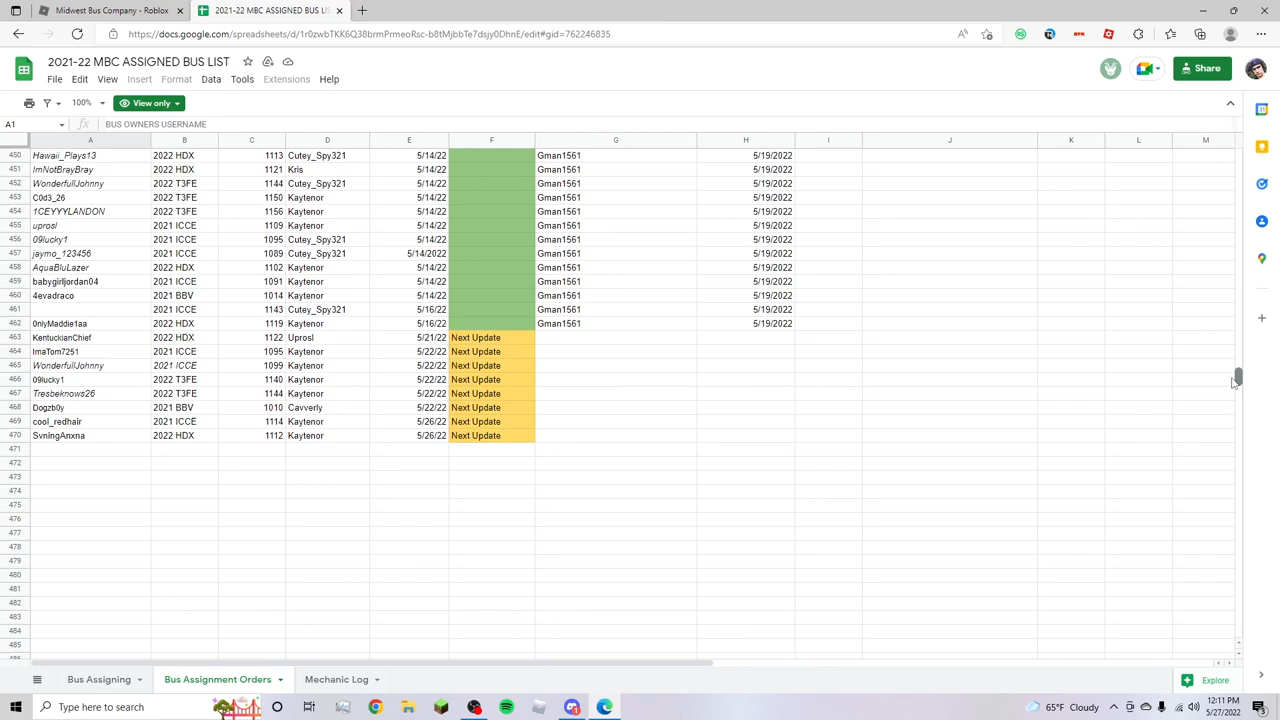 Midwest Bus Company - Roblox
2021-22 MBC ASSIGNED BUS LIS
https://docs.google.com/spreadsheets/d/1r0zwbTKK6Q38brmPrmeoRsc-b8tMjbbTe7dsjy0DhnE/edit#gid=762246835
2021-22 MBC ASSIGNED BUS LIST
File Edit View Insert Format Data Tools Extensions Help
Share
100% View only
A1 fx BUS OWNERS USERNAME
A B C D E F G H I J K L M
450 Hawaii_Plays13 2022 HDX 1113 Cutey_Spy321 5/14/22 Gman1561 5/19/2022
451 ImNotBrayBray 2022 HDX 1121 Kris 5/14/22 Gman1561 5/19/2022
452 WonderfullJohnny 2022 T3FE 1144 Cutey_Spy321 5/14/22 Gman1561 5/19/2022
453 C0d3_26 2022 T3FE 1150 Kaytenor 5/14/22 Gman1561 5/19/2022
454 1CEYYYLANDON 2022 T3FE 1156 Kaytenor 5/14/22 Gman1561 5/19/2022
455 uprosl 2021 ICCE 1109 Kaytenor 5/14/22 Gman1561 5/19/2022
456 09lucky1 2021 ICCE 1095 Cutey_Spy321 5/14/22 Gman1561 5/19/2022
457 jaymo_123456 2021 ICCE 1089 Cutey_Spy321 5/14/2022 Gman1561 5/19/2022
458 AquaBluLazer 2022 HDX 1102 Kaytenor 5/14/22 Gman1561 5/19/2022
459 babygirljordan04 2021 ICCE 1091 Kaytenor 5/14/22 Gman1561 5/19/2022
460 4evadraco 2021 BBV 1014 Kaytenor 5/14/22 Gman1561 5/19/2022
461 2021 ICCE 1143 Cutey_Spy321 5/16/22 Gman1561 5/19/2022
462 0nlyMaddie1aa 2022 HDX 1119 Kaytenor 5/16/22 Gman1561 5/19/2022
463 KentuckianChief 2022 HDX 1122 Uprosl 5/21/22 Next Update
464 ImaTom7251 2021 ICCE 1095 Kaytenor 5/22/22 Next Update
465 WonderfullJohnny 2021 ICCE 1099 Kaytenor 5/22/22 Next Update
466 09lucky1 2022 T3FE 1140 Kaytenor 5/22/22 Next Update
467 Tresbeknows26 2022 T3FE 1144 Kaytenor 5/22/22 Next Update
468 Dogzb0y 2021 BBV 1010 Cavverly 5/22/22 Next Update
469 cool_redhair 2021 ICCE 1114 Kaytenor 5/26/22 Next Update
470 SvningAnxna 2022 HDX 1112 Kaytenor 5/26/22 Next Update
471
472
473
474
475
476
477
478
479
480
481
482
483
484
485
Bus Assigning Bus Assignment Orders Mechanic Log Explore
Type here to search
65°F Cloudy
12:11 PM
5/27/2022